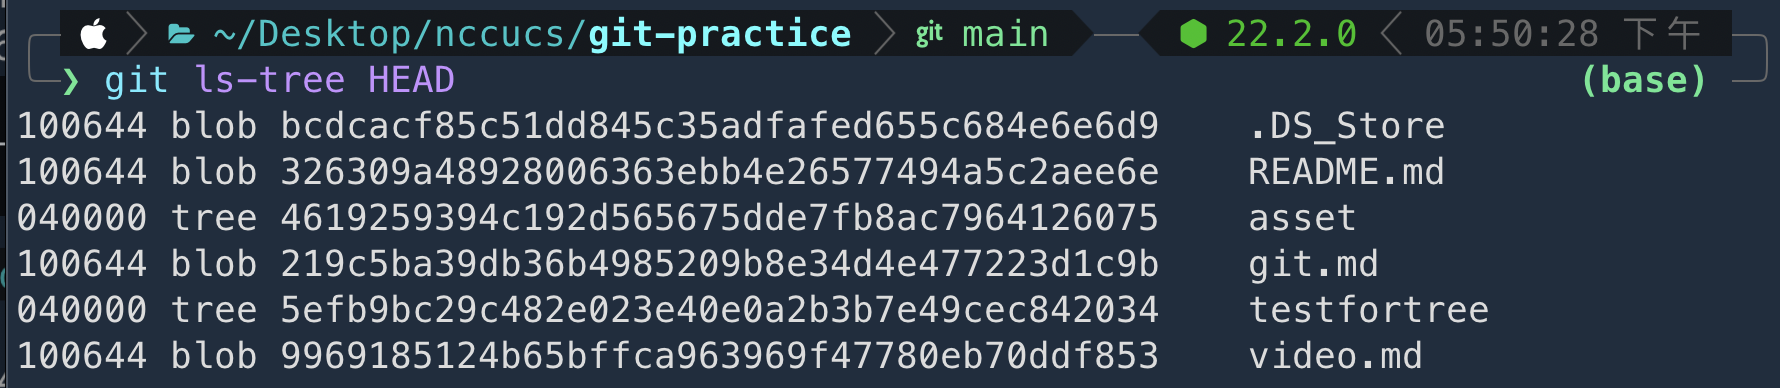 ~/Desktop/nccucs/git-practice git main 22.2.0 05:50:28 下午
❯ git ls-tree HEAD (base)
100644 blob bcdcacf85c51dd845c35adfafed655c684e6e6d9 .DS_Store
100644 blob 326309a48928006363ebb4e26577494a5c2aee6e README.md
040000 tree 4619259394c192d565675dde7fb8ac7964126075 asset
100644 blob 219c5ba39db36b4985209b8e34d4e477223d1c9b git.md
040000 tree 5efb9bc29c482e023e40e0a2b3b7e49cec842034 testfortree
100644 blob 9969185124b65bffca963969f47780eb70ddf853 video.md